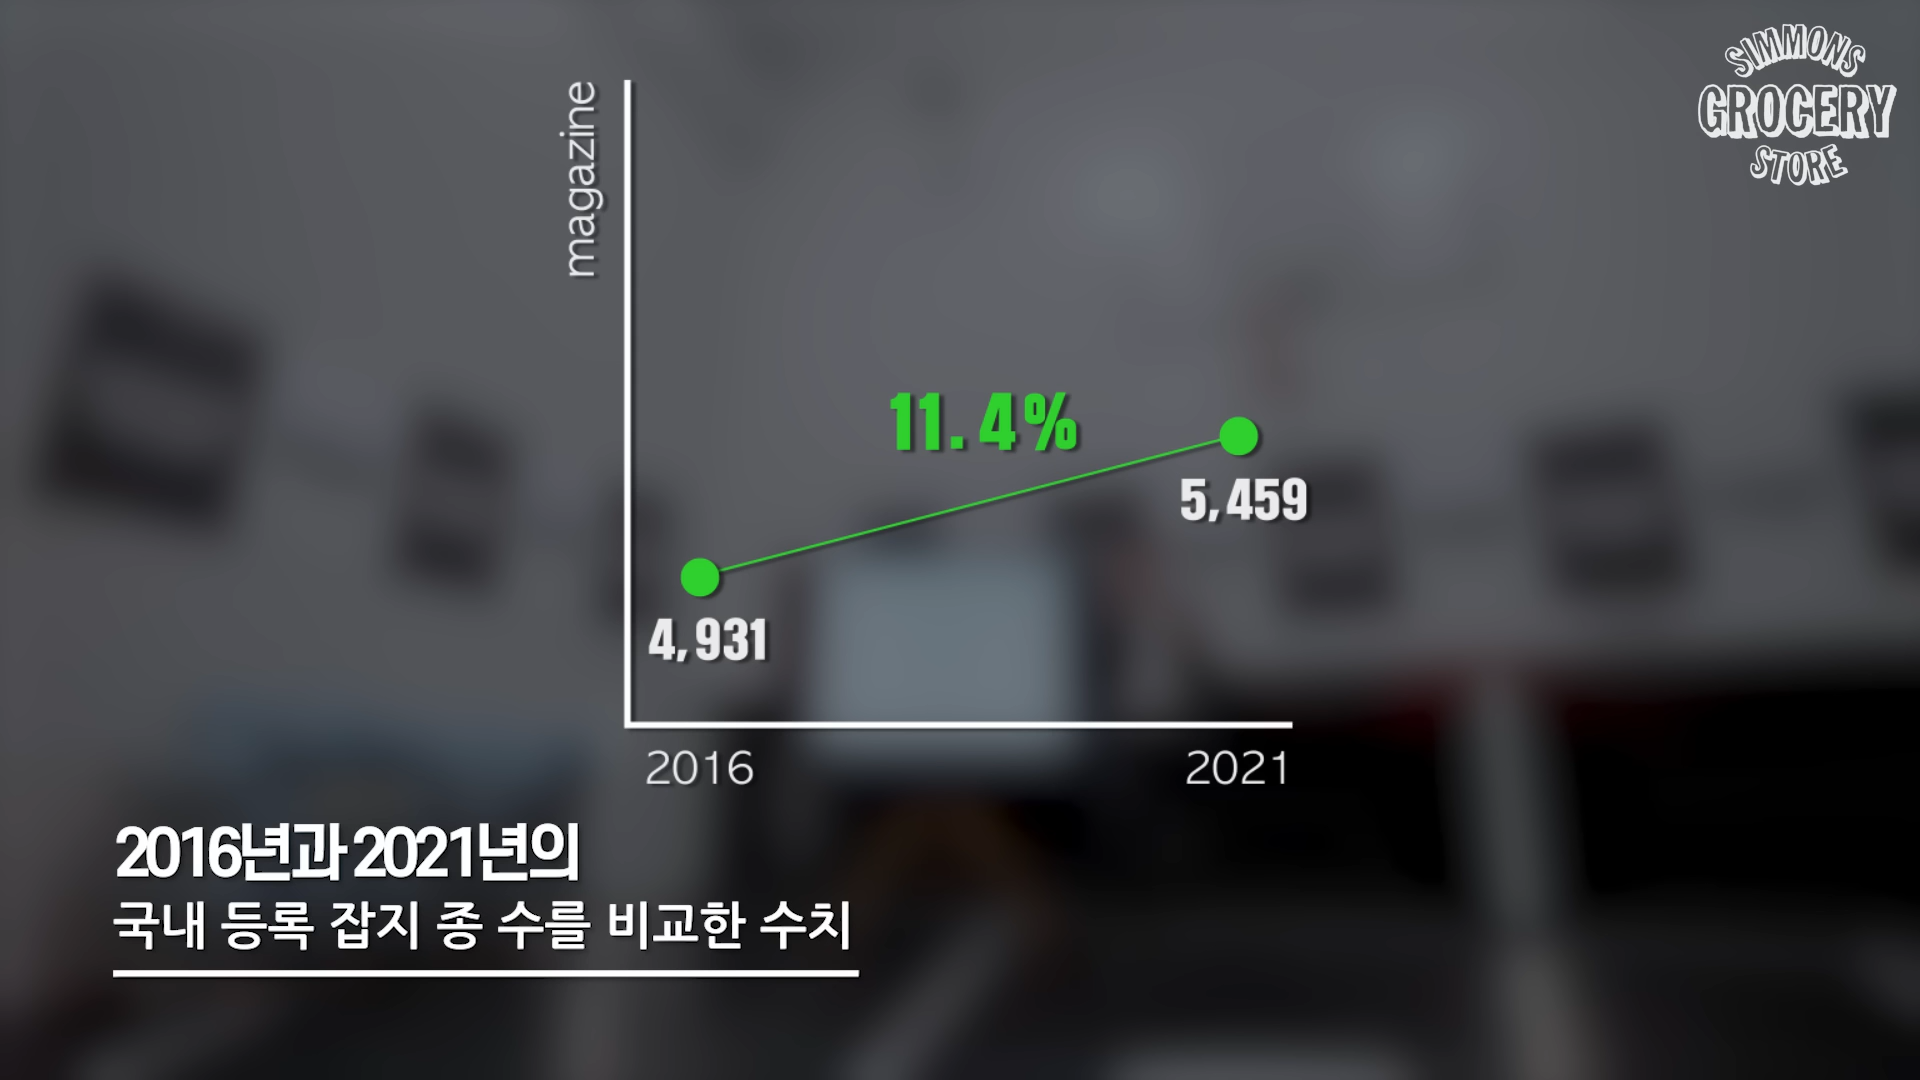 SIMMONS
GROCERY
STORE
magazine
11.4%
5,459
4,931
2016
2021
2016년과 2021년의
국내 등록 잡지 종 수를 비교한 수치